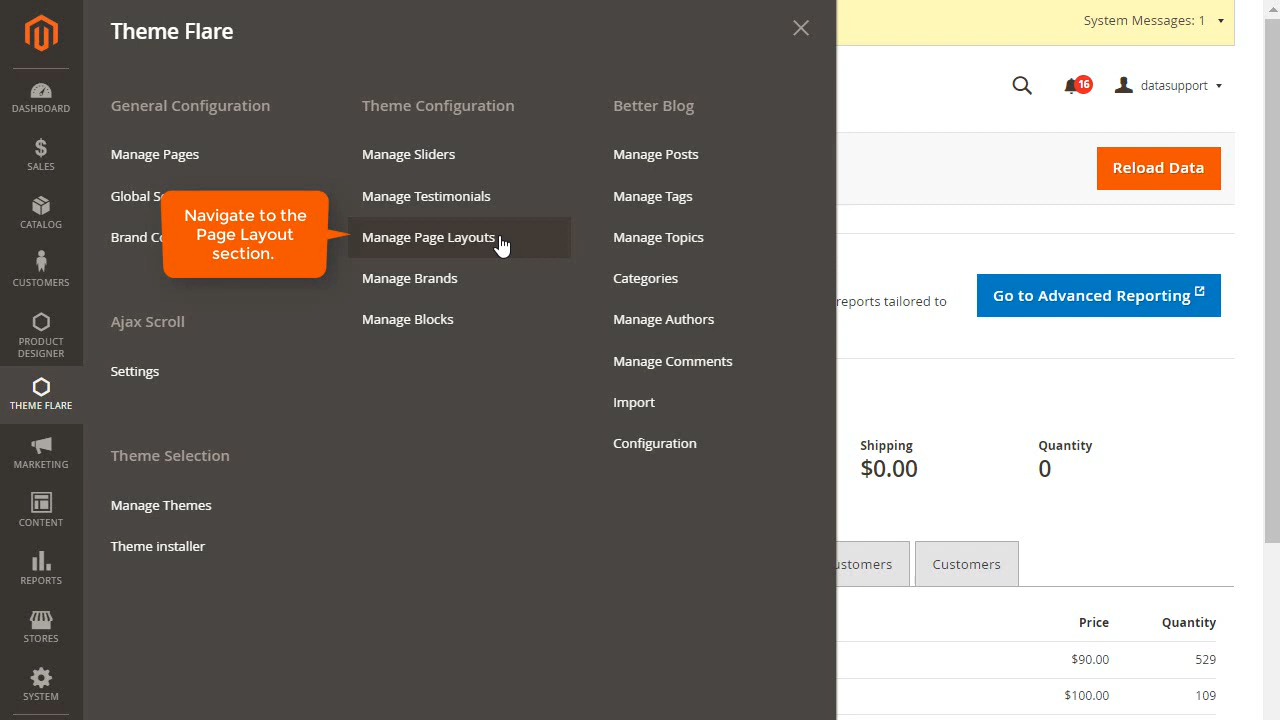 Theme Flare
System Messages: 1
16
datasupport
DASHBOARD
SALES
CATALOG
CUSTOMERS
PRODUCT
DESIGNER
THEME FLARE
MARKETING
CONTENT
REPORTS
STORES
SYSTEM
General Configuration
Manage Pages
Global S
Brand Co
Navigate to the
Page Layout
section.
Ajax Scroll
Settings
Theme Selection
Manage Themes
Theme installer
Theme Configuration
Manage Sliders
Manage Testimonials
Manage Page Layouts
Manage Brands
Manage Blocks
Better Blog
Manage Posts
Manage Tags
Manage Topics
Categories
Manage Authors
Manage Comments
Import
Configuration
Reload Data
reports tailored to
Go to Advanced Reporting
Shipping
$0.00
Quantity
0
ustomers
Customers
Price Quantity
$90.00 529
$100.00 109